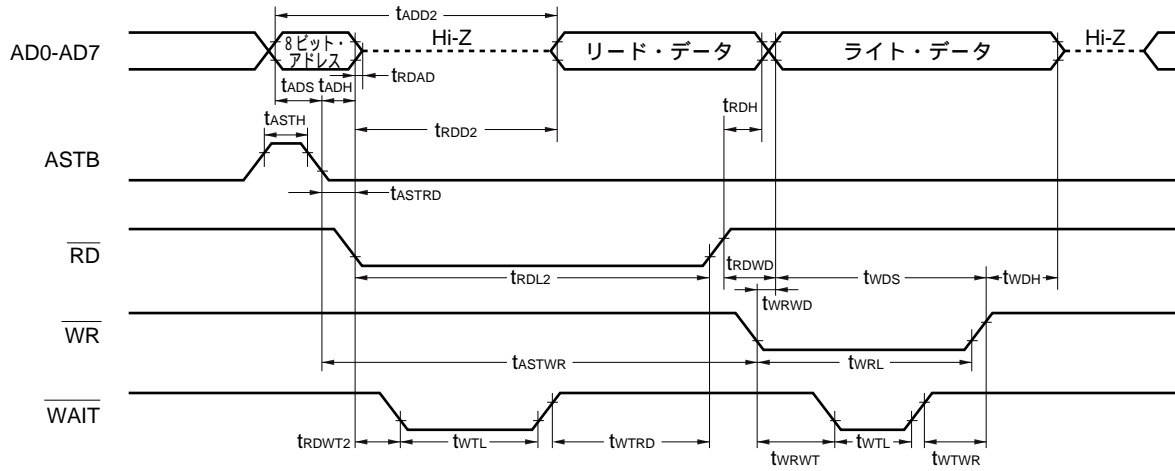 tADD2
AD0-AD7
8ビット・
アドレス
Hi-Z
リード・データ
ライト・データ
Hi-Z
tADS
tADH
tRDAD
tRDH
tASTH
tRDD2
ASTB
tASTRD
RD
tRDWD
tRDL2
tWDS
tWDH
tWRWD
WR
tASTWR
tWRL
WAIT
tRDWT2
tWTL
tWTRD
tWRWT
tWTL
tWTWR